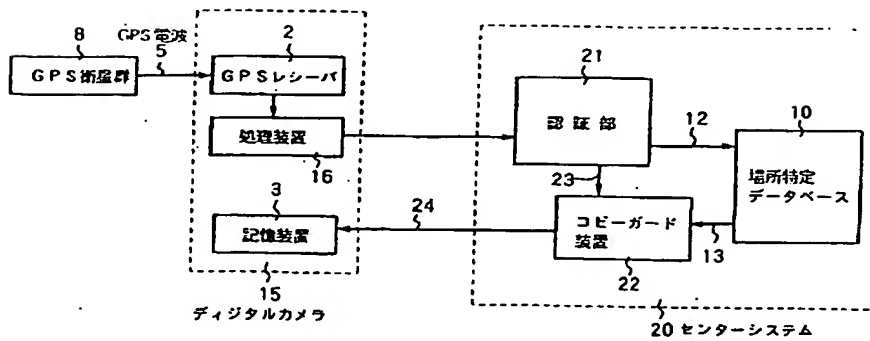 8
GPS電波
5
2
21
GPS衛星群
GPSレシーバ
認証部
12
10
処理装置
16
23
場所特定
データベース
3
24
記憶装置
コピーガード
装置
13
15
22
ディジタルカメラ
20 センターシステム